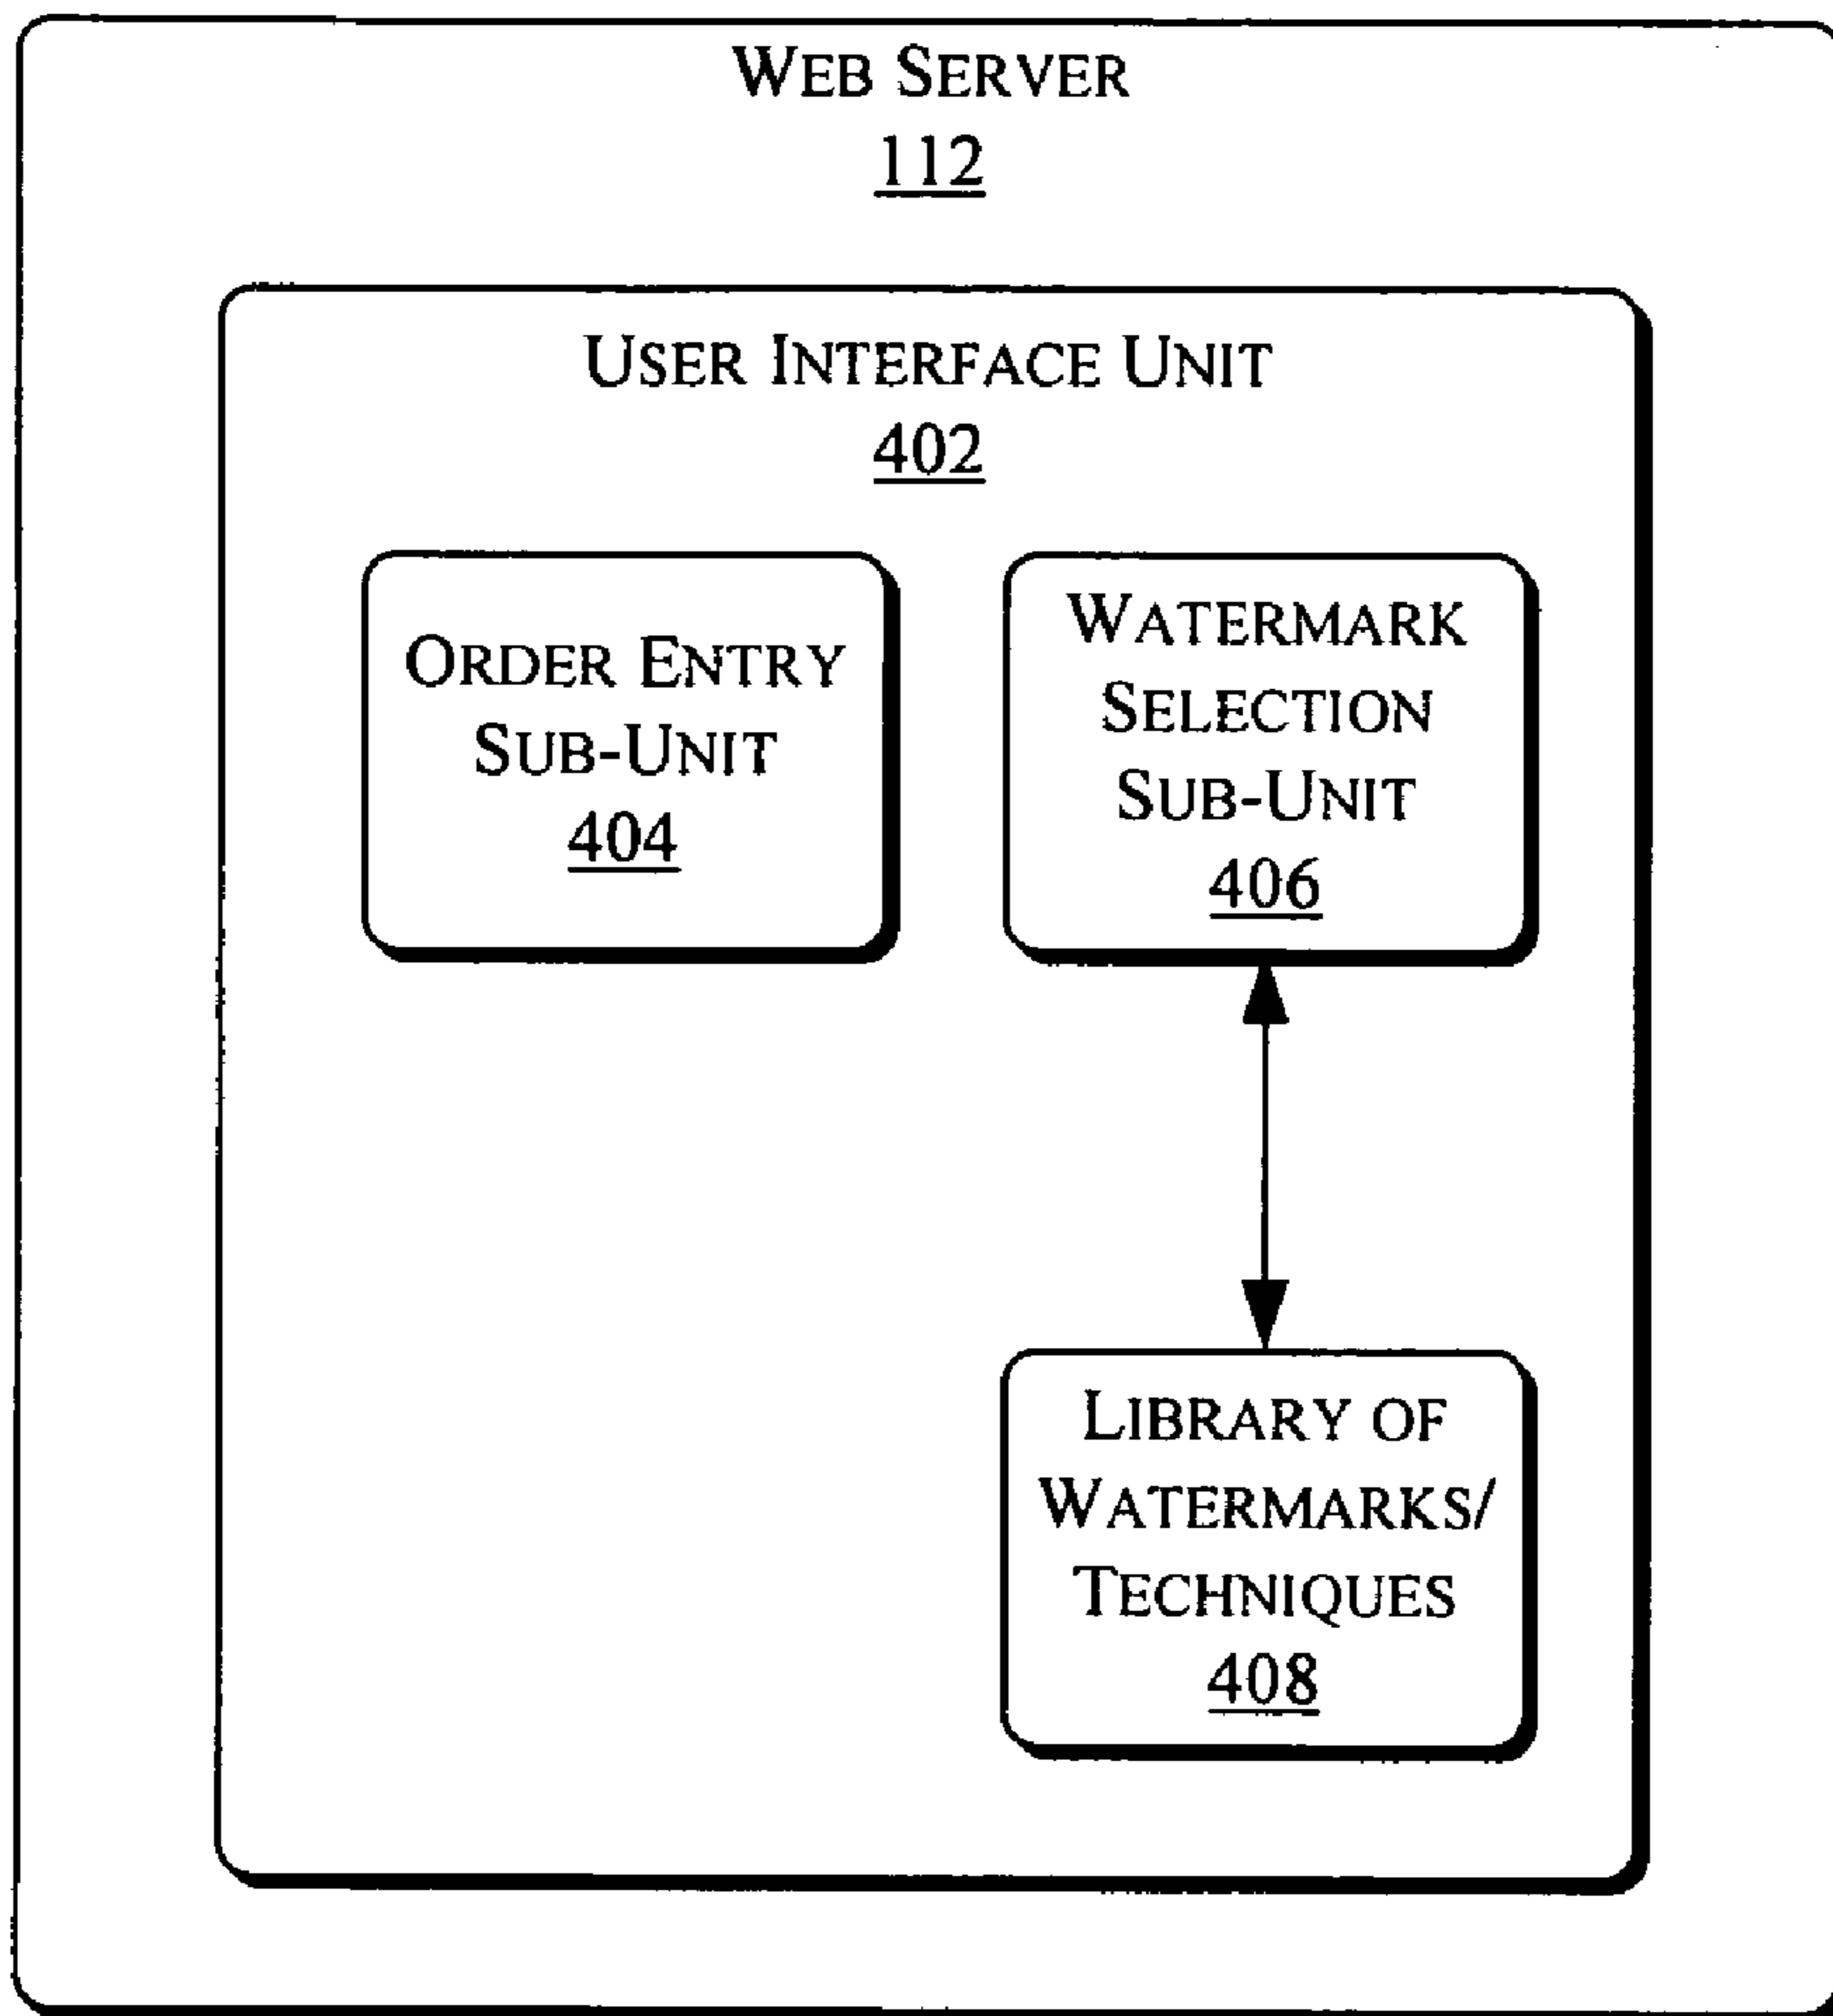 WEB SERVER
112
USER INTERFACE UNIT
402
ORDER ENTRY
SUB-UNIT
404
WATERMARK
SELECTION
SUB-UNIT
406
LIBRARY OF
WATERMARKS/
TECHNIQUES
408